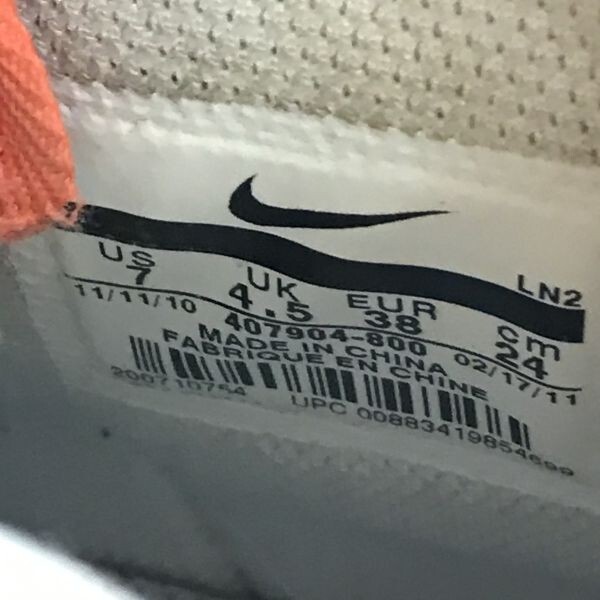 LN2
US UK EUR cm
7 4.5 38 24
11/11/10 407904-800 02/17/11
MADE IN CHINA
FABRIQUE EN CHINE
200710754
UPC